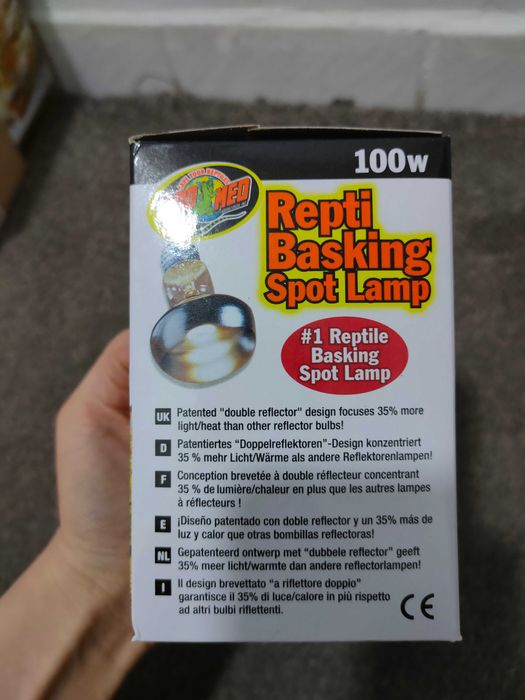 100w
Repti
Basking
Spot Lamp
#1 Reptile
Basking
Spot Lamp
UK Patented "double reflector" design focuses 35% more
light/heat than other reflector bulbs!
D Patentiertes "Doppelreflektoren"-Design konzentriert
35 % mehr Licht/Wärme als andere Reflektorenlampen!
F Conception brevetée à double réflecteur concentrant
35 % de lumière/chaleur en plus que les autres lampes
à réflecteurs !
E ¡Diseño patentado con doble reflector y un 35% más de
luz y calor que otras bombillas reflectoras!
NL Gepatenteerd ontwerp met "dubbele reflector" geeft
35% meer licht/warmte dan andere reflectorlampen!
I Il design brevettato "a riflettore doppio"
garantisce il 35% di luce/calore in più rispetto
ad altri bulbi riflettenti.
CE